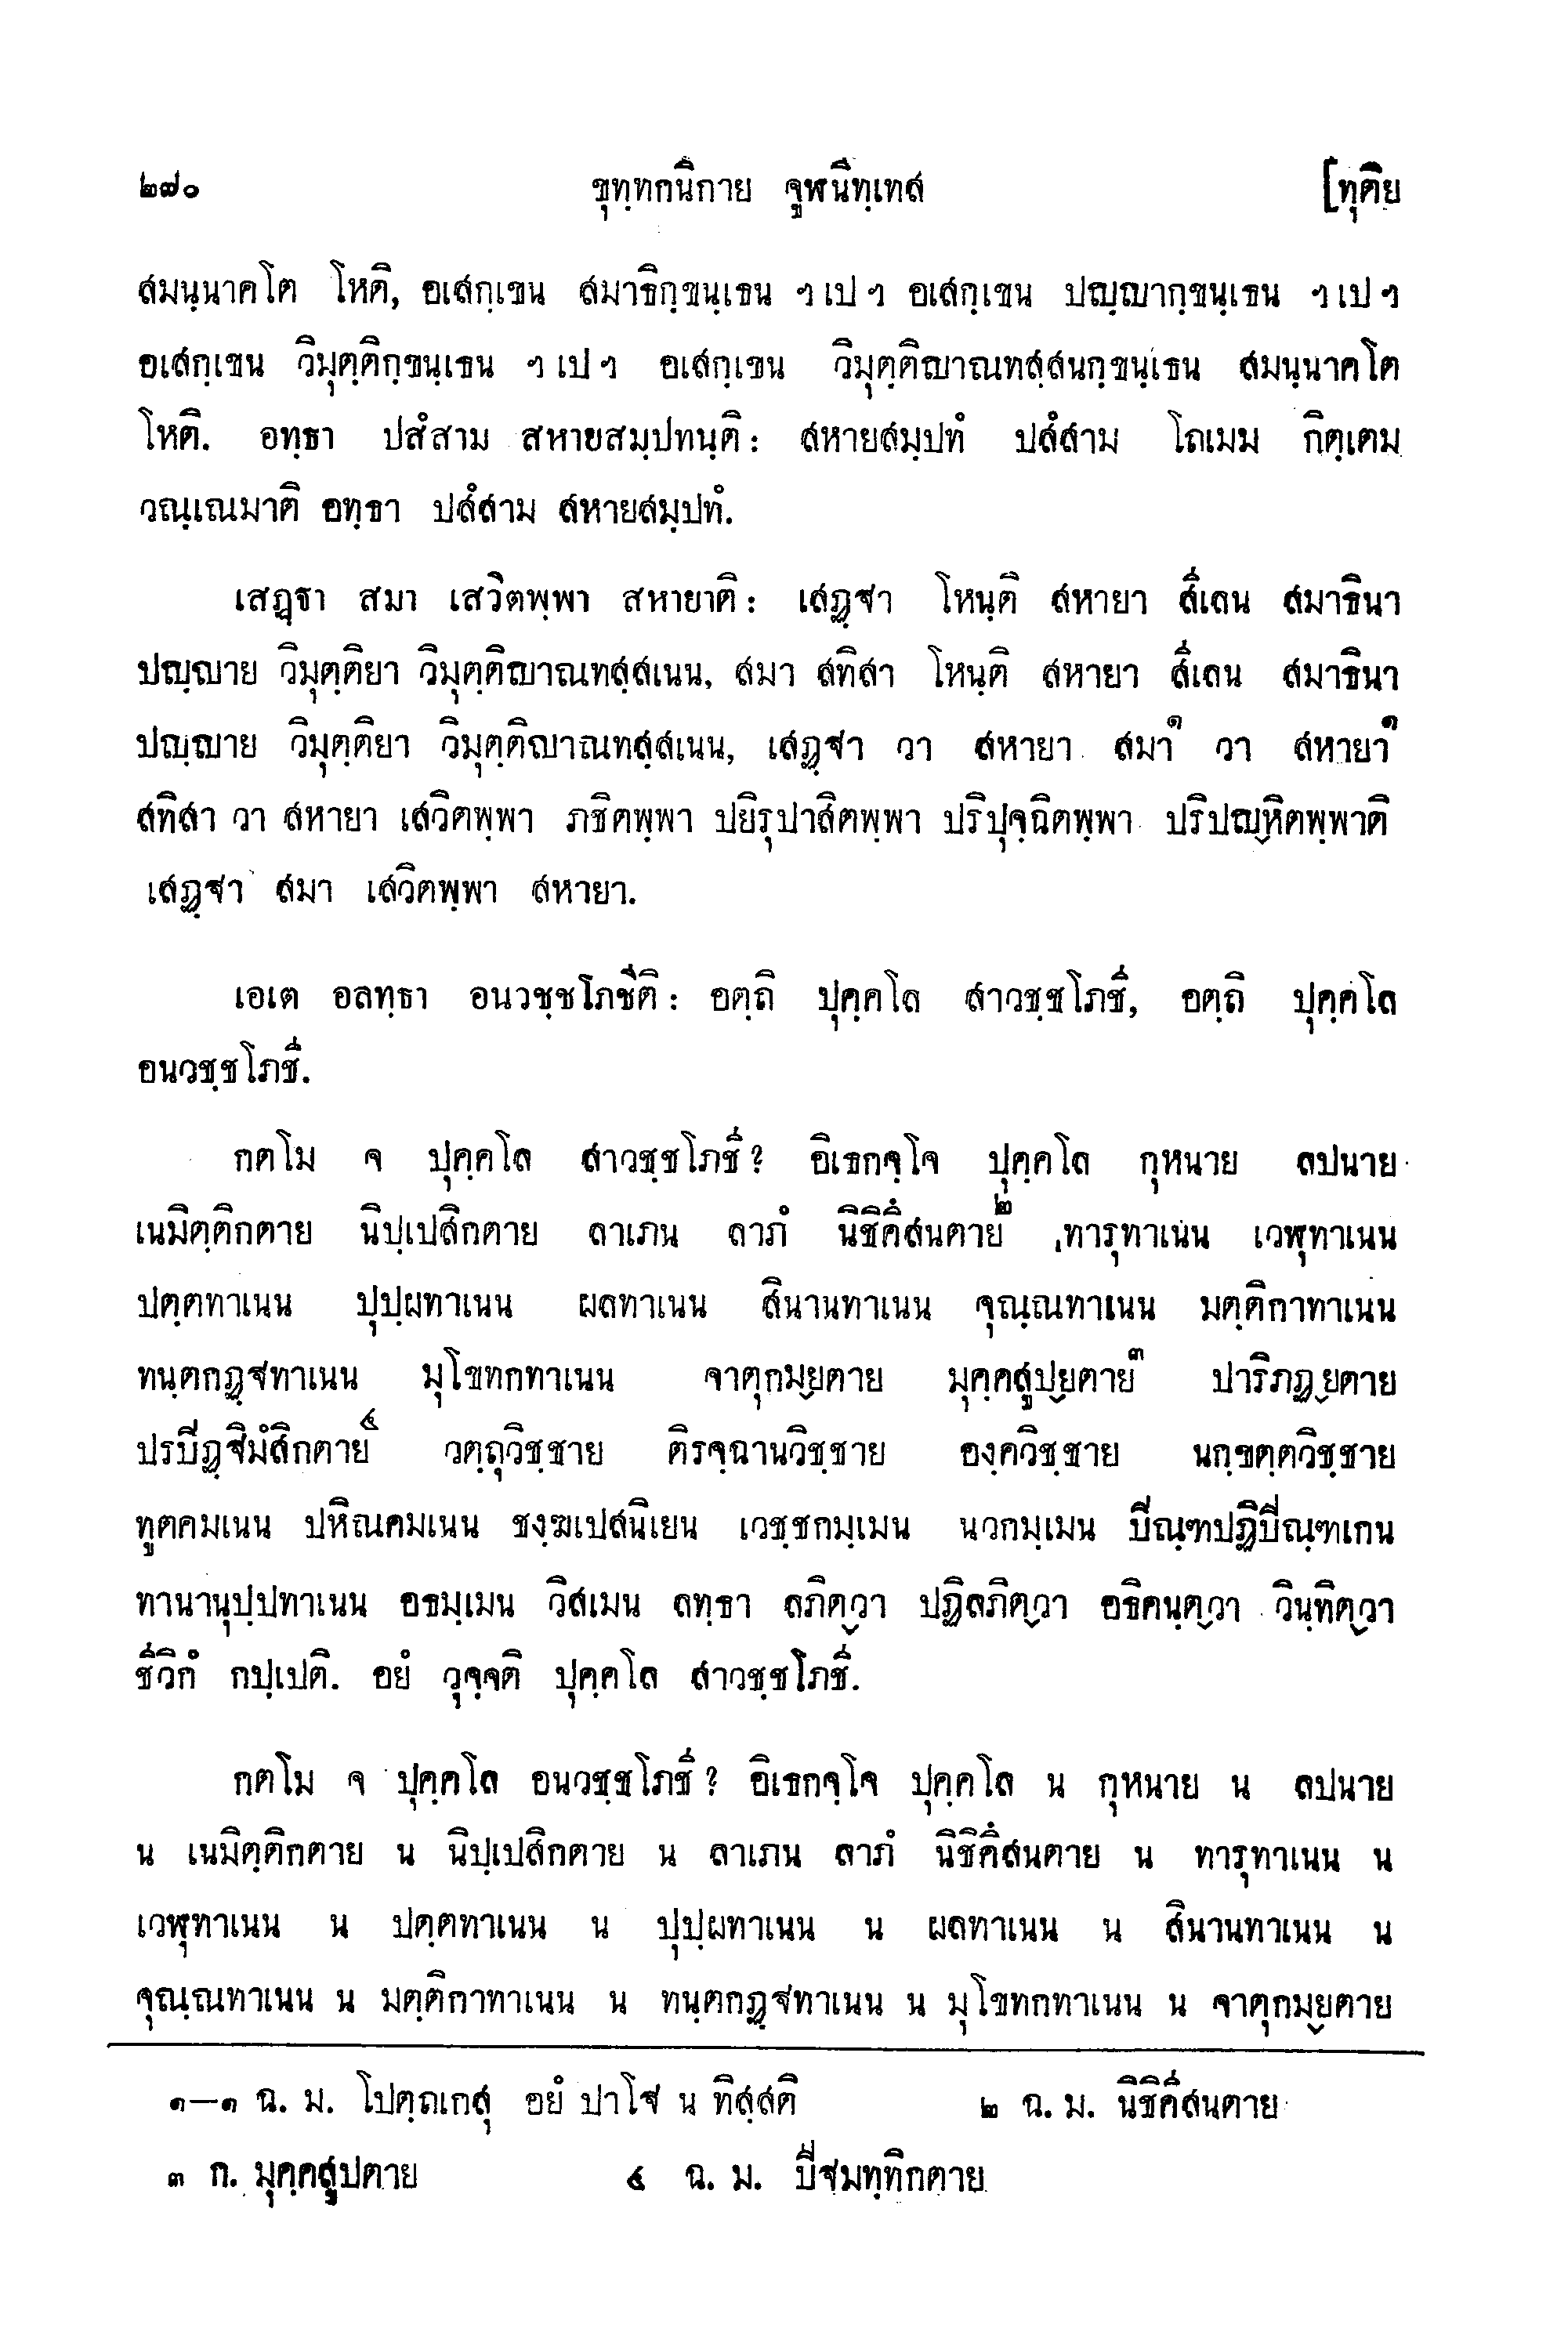 ๒๗๐ ขุทฺทกนิกาย จูฬนิทฺเทส [ทุติย
สมนฺนาคโต โหติ, อเสกฺเขน สมาธิกฺขนฺเธน ฯ เป ฯ อเสกฺเขน ปญฺญากฺขนฺเธน ฯ เป ฯ
อเสกฺเขน วิมุตฺติกฺขนฺเธน ฯ เป ฯ อเสกฺเขน วิมุตฺติญาณทสฺสนกฺขนฺเธน สมนฺนาคโต
โหติ. อทฺธา ปสํสาม สหายสมฺปทนฺติ: สหายสมฺปทํ ปสํสาม โถเมม กิตฺเตม
วณฺเณมาติ อทฺธา ปสํสาม สหายสมฺปทํ.
เสฏฺฐา สมา เสวิตพฺพา สหายาติ: เสฏฺฐา โหนฺติ สหายา สีเลน สมาธินา
ปญฺญาย วิมุตฺติยา วิมุตฺติญาณทสฺสเนน, สมา สทิสา โหนฺติ สหายา สีเลน สมาธินา
ปญฺญาย วิมุตฺติยา วิมุตฺติญาณทสฺสเนน, เสฏฺฐา วา สหายา สมา๑ วา สหายา๑
สทิสา วา สหายา เสวิตพฺพา ภชิตพฺพา ปยิรุปาสิตพฺพา ปริปุจฺฉิตพฺพา ปริปญฺหิตพฺพาติ
เสฏฺฐา สมา เสวิตพฺพา สหายา.
เอเต อลทฺธา อนวชฺชโภชีติ: อตฺถิ ปุคฺคโล สาวชฺชโภชี, อตฺถิ ปุคฺคโล
อนวชฺชโภชี.
กตโม จ ปุคฺคโล สาวชฺชโภชี? อิเธกจฺโจ ปุคฺคโล กุหนาย ลปนาย
เนมิตฺติกตาย นิปฺเปสิกตาย ลาเภน ลาภํ นิชิคึสนตาย๒ ทารุทาเนน เวฬุทาเนน
ปตฺตทาเนน ปุปฺผทาเนน ผลทาเนน สินานทาเนน จุณฺณทาเนน มตฺติกาทาเนน
ทนฺตกฏฺฐทาเนน มุโขทกทาเนน จาตุกมฺยตาย มุคฺคสูปฺยตาย๓ ปาริภฏฺยตาย
ปรปิฏฺฐิมํสิกตาย๔ วตฺถุวิชฺชาย ติรจฺฉานวิชฺชาย องฺควิชฺชาย นกฺขตฺตวิชฺชาย
ทูตคมเนน ปหิณคมเนน ชงฺฆเปสนิเยน เวชฺชกมฺเมน นวกมฺเมน ปิณฺฑปฏิปิณฺฑเกน
ทานานุปฺปทาเนน อธมฺเมน วิสเมน ลทฺธา ลภิตฺวา ปฏิลภิตฺวา อธิคนฺตฺวา วินฺทิตฺวา
ชีวิกํ กปฺเปติ. อยํ วุจฺจติ ปุคฺคโล สาวชฺชโภชี.
กตโม จ ปุคฺคโล อนวชฺชโภชี? อิเธกจฺโจ ปุคฺคโล น กุหนาย น ลปนาย
น เนมิตฺติกตาย น นิปฺเปสิกตาย น ลาเภน ลาภํ นิชิคึสนตาย น ทารุทาเนน น
เวฬุทาเนน น ปตฺตทาเนน น ปุปฺผทาเนน น ผลทาเนน น สินานทาเนน น
จุณฺณทาเนน น มตฺติกาทาเนน น ทนฺตกฏฺฐทาเนน น มุโขทกทาเนน น จาตุกมฺยตาย
๑—๑ ฉ. ม. โปตฺถเกสุ อยํ ปาโฐ น ทิสฺสติ ๒ ฉ. ม. นิชิคีสนตาย
๓ ก. มุคฺคสูปตาย ๔ ฉ. ม. ปีฐมทฺทิกตาย